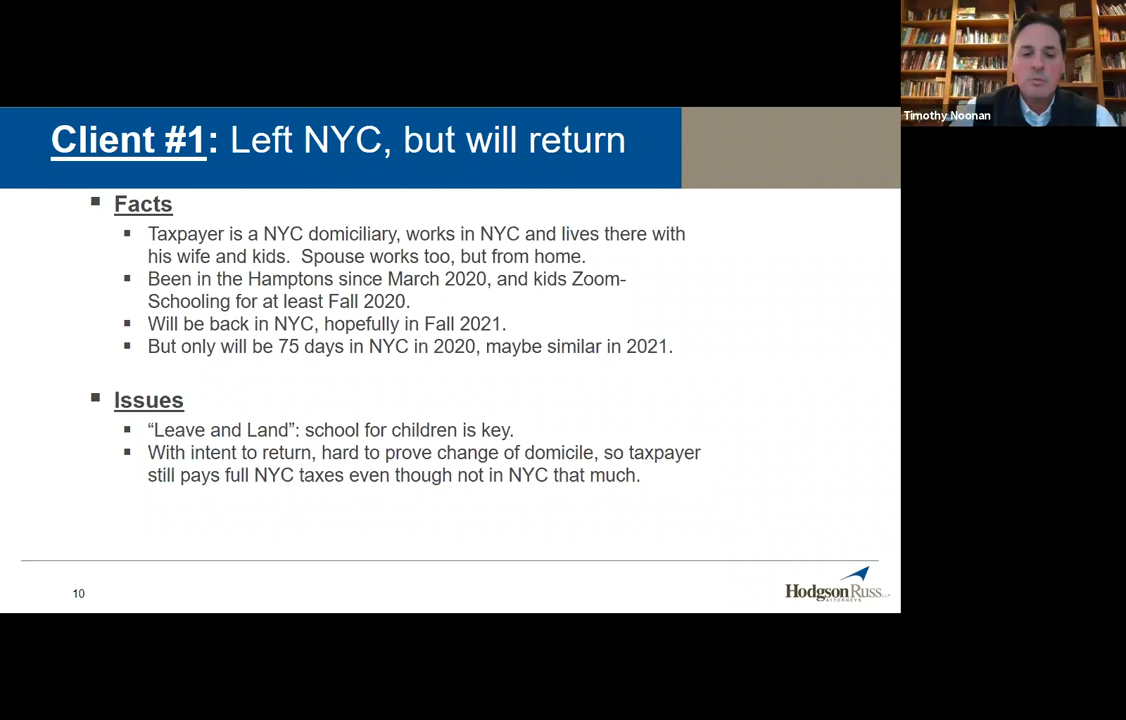 Timothy Noonan
Client #1: Left NYC, but will return
Facts
Taxpayer is a NYC domiciliary, works in NYC and lives there with
his wife and kids. Spouse works too, but from home.
Been in the Hamptons since March 2020, and kids Zoom-
Schooling for at least Fall 2020.
Will be back in NYC, hopefully in Fall 2021.
But only will be 75 days in NYC in 2020, maybe similar in 2021.
Issues
“Leave and Land”: school for children is key.
With intent to return, hard to prove change of domicile, so taxpayer
still pays full NYC taxes even though not in NYC that much.
10
HodgsonRuss LLP
ATTORNEYS